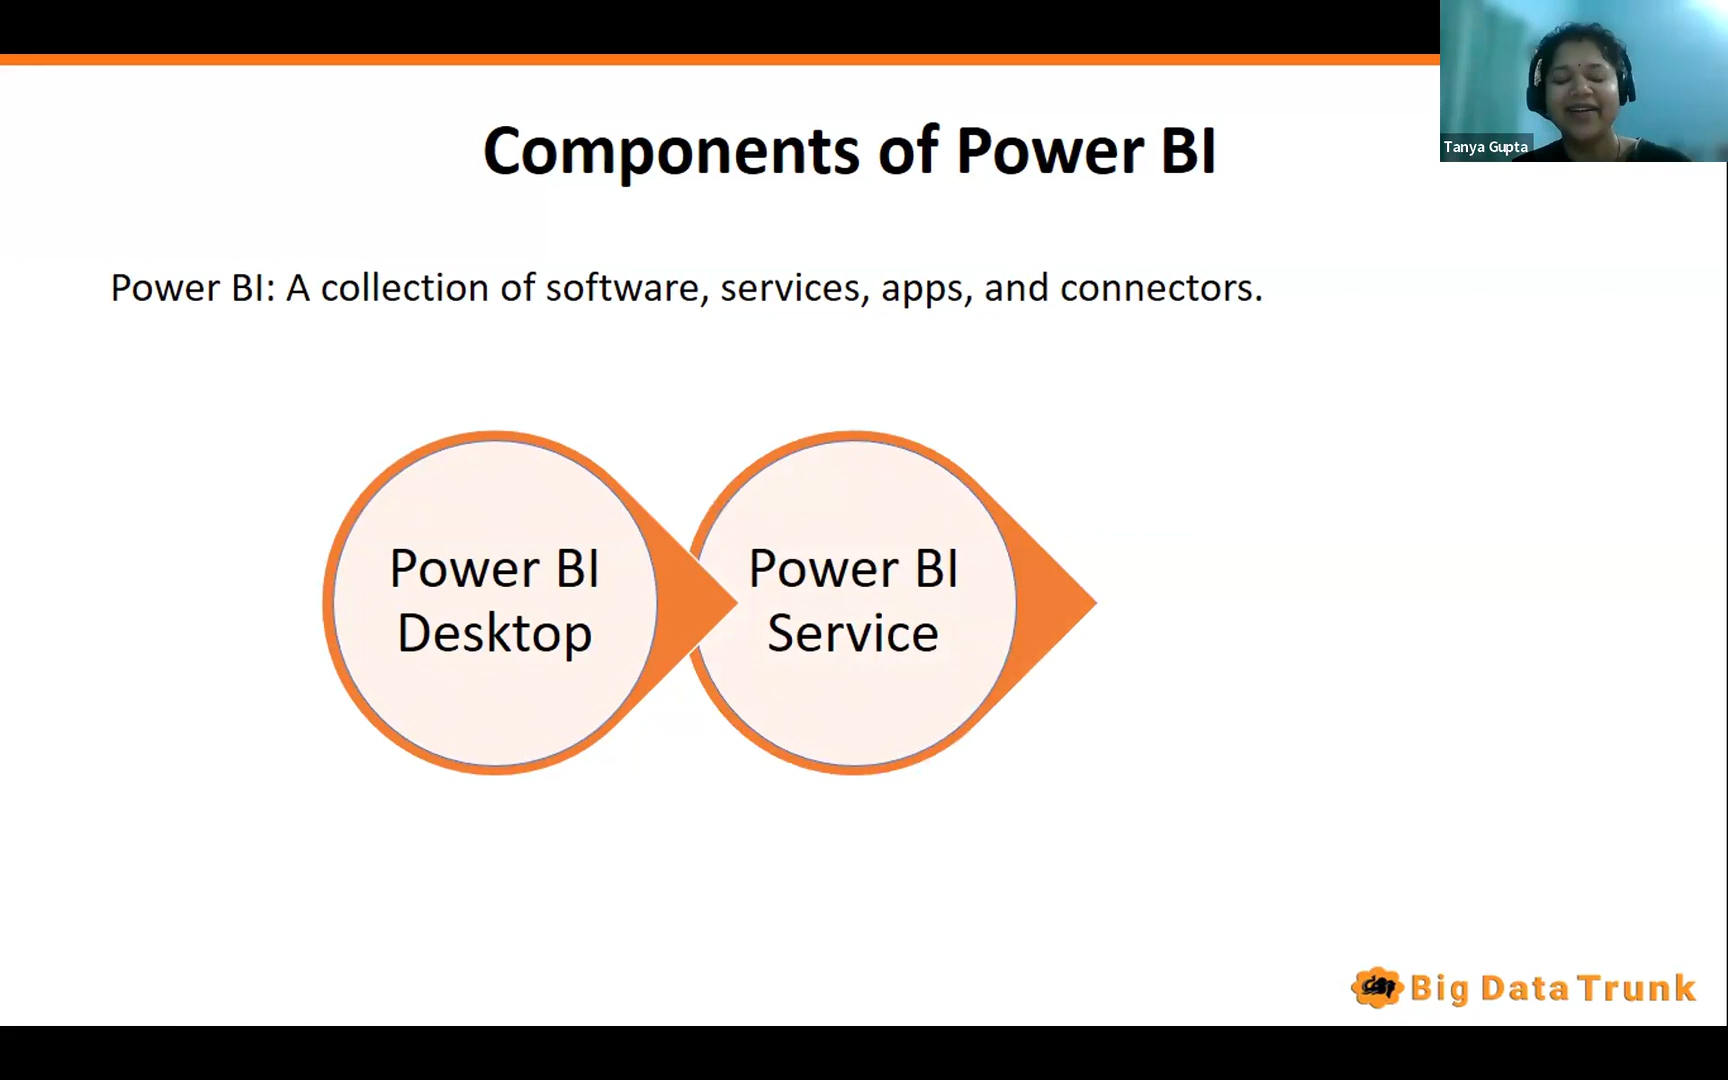 Components of Power BI
Tanya Gupta
Power BI: A collection of software, services, apps, and connectors.
Power BI
Desktop
Power BI
Service
Big Data Trunk